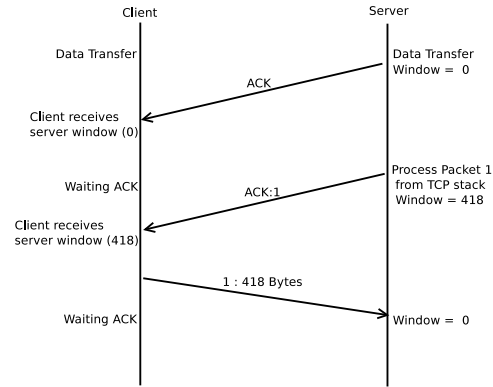 Client
Server
Data Transfer
Data Transfer
Window = 0
ACK
Client receives
server window (0)
Process Packet 1
from TCP stack
Window = 418
Waiting ACK
ACK:1
Client receives
server window (418)
1 : 418 Bytes
Waiting ACK
Window = 0